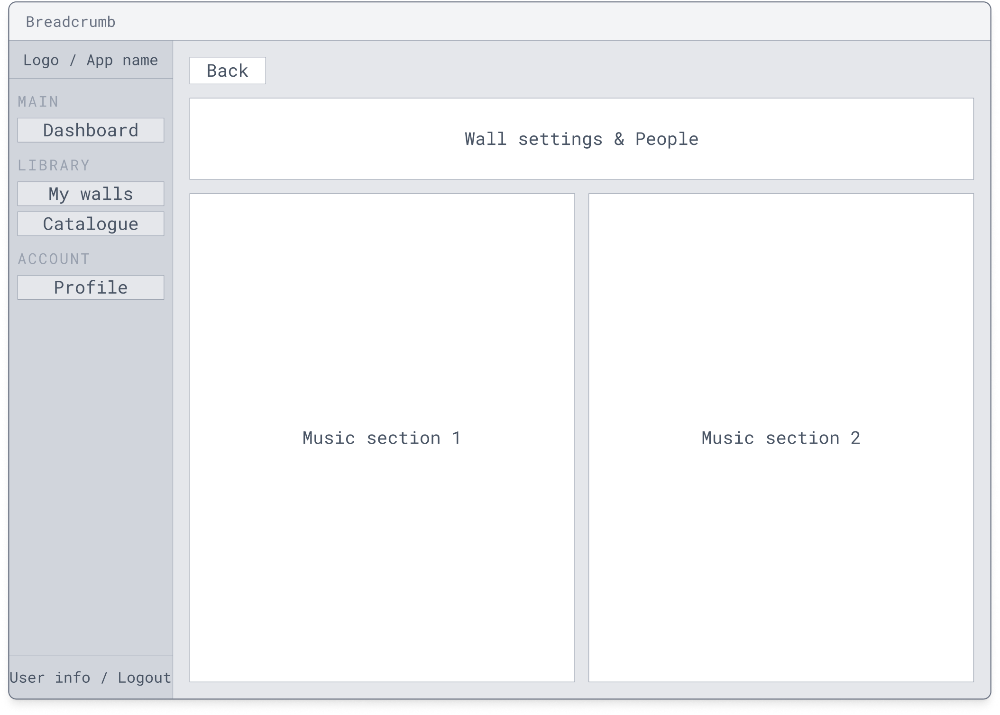 Breadcrumb
Logo / App name
MAIN
Dashboard
LIBRARY
My walls
Catalogue
ACCOUNT
Profile
User info / Logout
Back
Wall settings & People
Music section 1
Music section 2